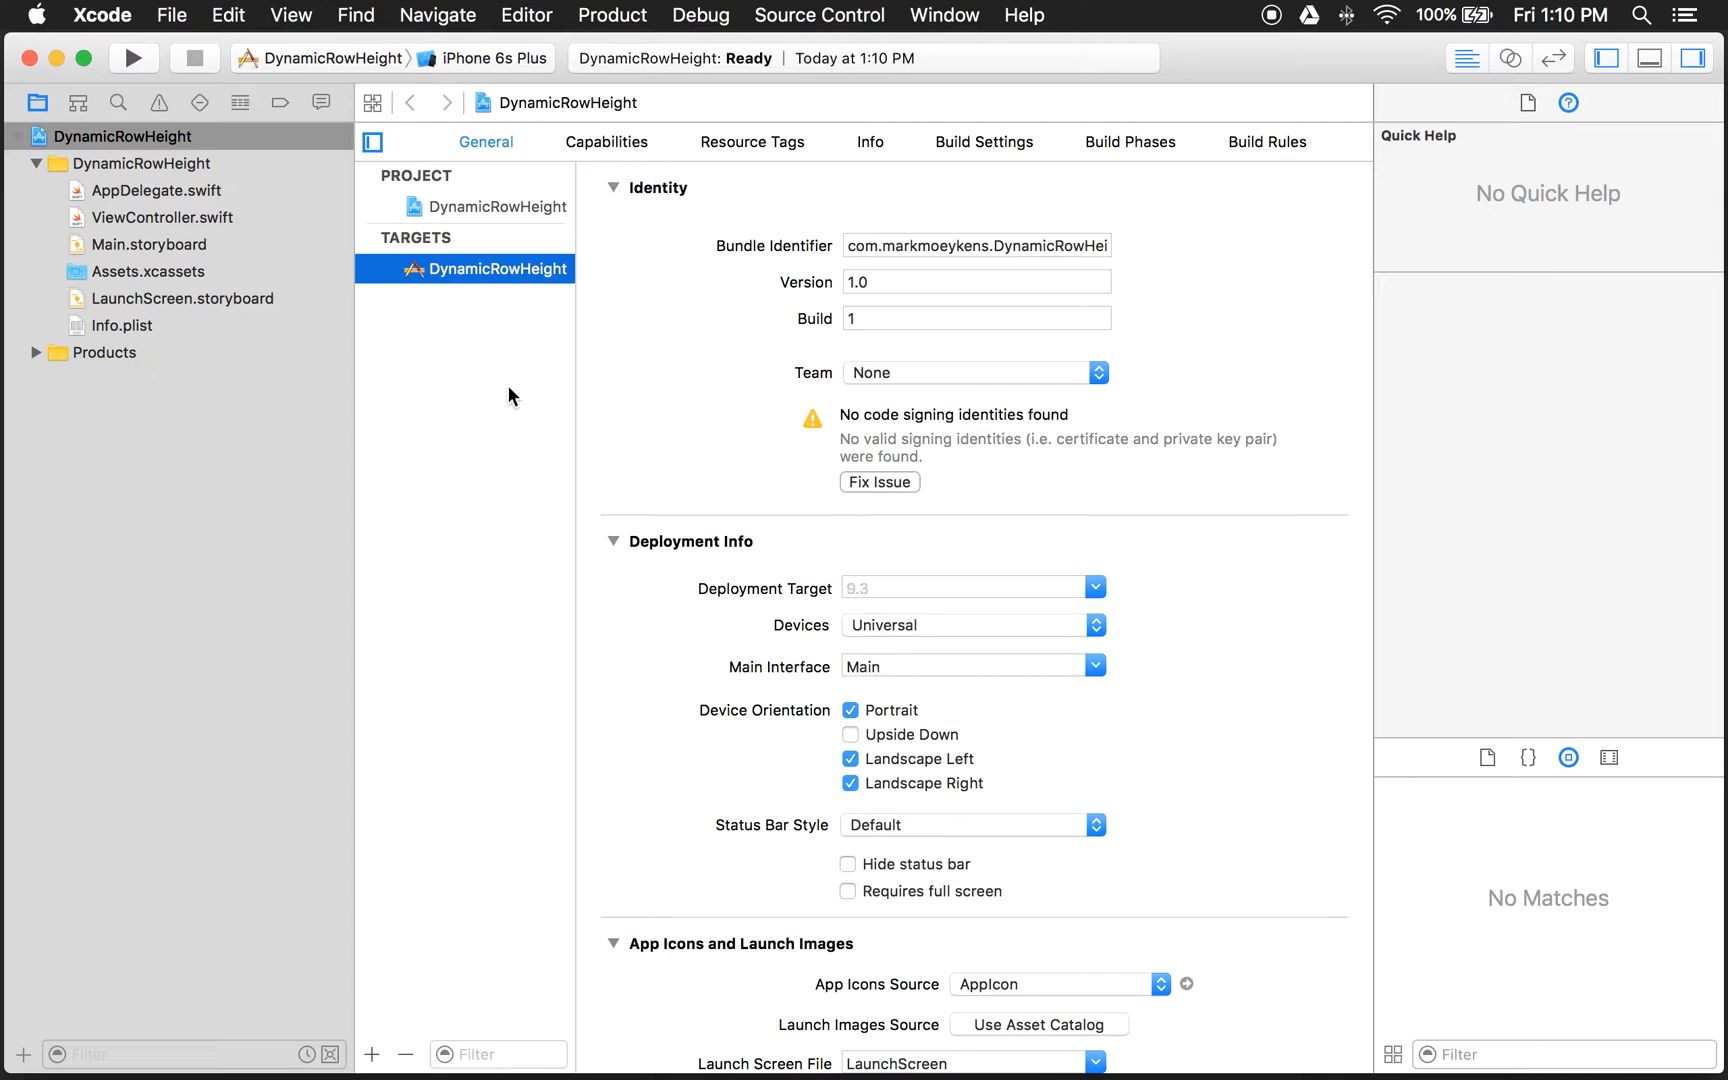 Xcode File Edit View Find Navigate Editor Product Debug Source Control Window Help 100% Fri 1:10 PM
DynamicRowHeight iPhone 6s Plus DynamicRowHeight: Ready Today at 1:10 PM
DynamicRowHeight
DynamicRowHeight
DynamicRowHeight
AppDelegate.swift
ViewController.swift
Main.storyboard
Assets.xcassets
LaunchScreen.storyboard
Info.plist
Products
Filter
General Capabilities Resource Tags Info Build Settings Build Phases Build Rules
PROJECT
DynamicRowHeight
TARGETS
DynamicRowHeight
Filter
Identity
Bundle Identifier com.markmoeykens.DynamicRowHei
Version 1.0
Build 1
Team None
No code signing identities found
No valid signing identities (i.e. certificate and private key pair)
were found.
Fix Issue
Deployment Info
Deployment Target 9.3
Devices Universal
Main Interface Main
Device Orientation Portrait
Upside Down
Landscape Left
Landscape Right
Status Bar Style Default
Hide status bar
Requires full screen
App Icons and Launch Images
App Icons Source AppIcon
Launch Images Source Use Asset Catalog
Launch Screen File LaunchScreen
Quick Help
No Quick Help
No Matches
Filter